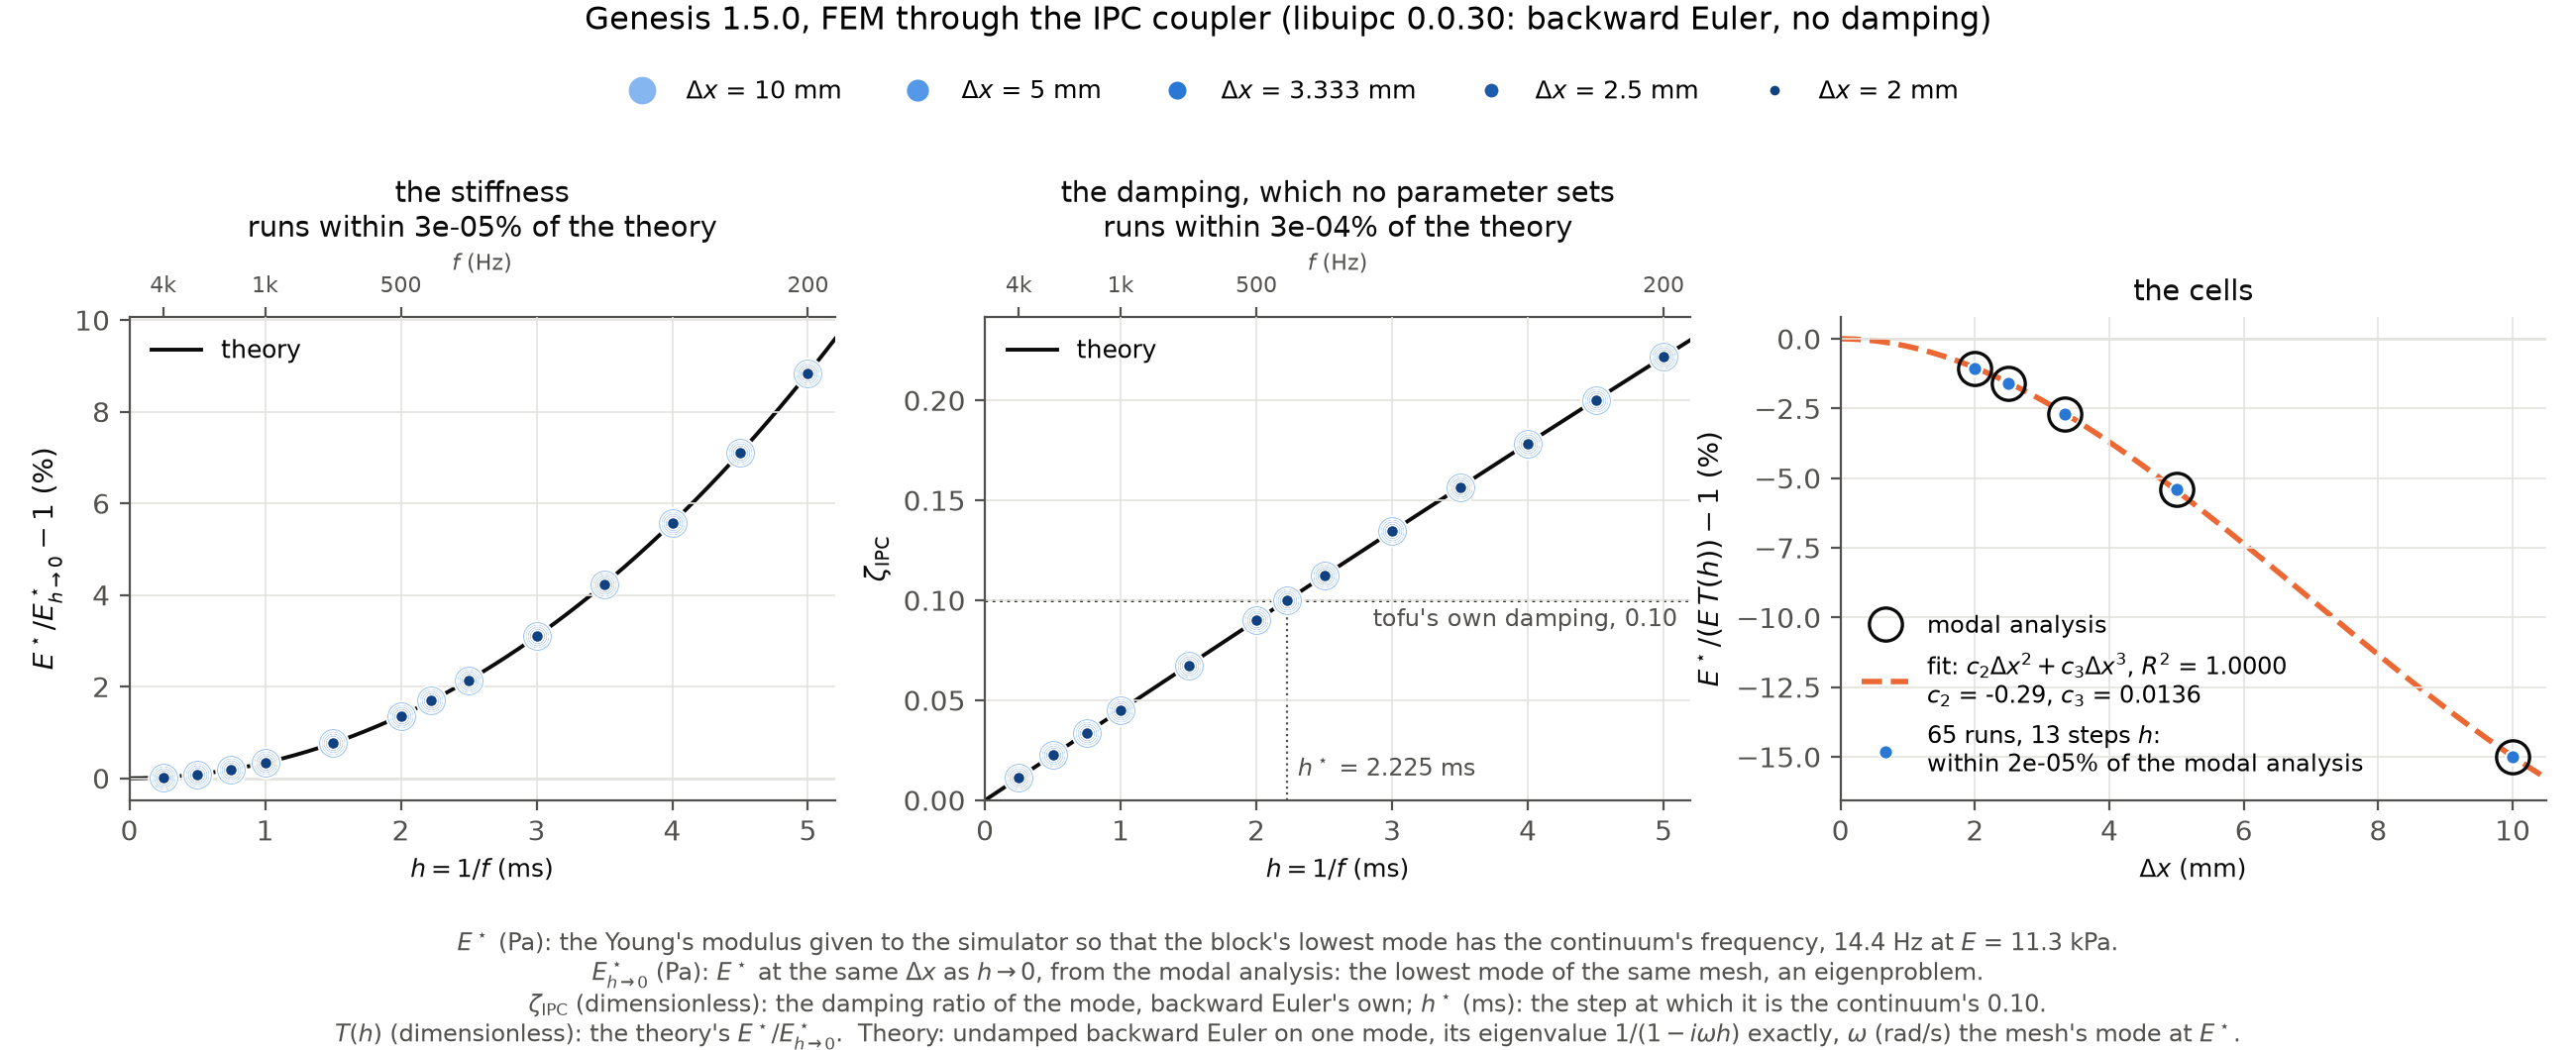 Genesis 1.5.0, FEM through the IPC coupler (libuipc 0.0.30: backward Euler, no damping)
Δx = 10 mm
Δx = 5 mm
Δx = 3.333 mm
Δx = 2.5 mm
Δx = 2 mm
the stiffness
runs within 3e-05% of the theory
f (Hz)
4k 1k 500 200
theory
10
8
6
4
2
0
E⋆/E⋆h→0 − 1 (%)
0 1 2 3 4 5
h = 1/f (ms)
the damping, which no parameter sets
runs within 3e-04% of the theory
f (Hz)
4k 1k 500 200
theory
0.20
0.15
0.10
0.05
0.00
ζIPC
tofu's own damping, 0.10
h⋆ = 2.225 ms
0 1 2 3 4 5
h = 1/f (ms)
the cells
0.0
−2.5
−5.0
−7.5
−10.0
−12.5
−15.0
E⋆/(E T(h)) − 1 (%)
modal analysis
fit: c₂Δx² + c₃Δx³, R² = 1.0000
c₂ = -0.29, c₃ = 0.0136
65 runs, 13 steps h:
within 2e-05% of the modal analysis
0 2 4 6 8 10
Δx (mm)
E⋆ (Pa): the Young's modulus given to the simulator so that the block's lowest mode has the continuum's frequency, 14.4 Hz at E = 11.3 kPa.
E⋆h→0 (Pa): E⋆ at the same Δx as h→0, from the modal analysis: the lowest mode of the same mesh, an eigenproblem.
ζIPC (dimensionless): the damping ratio of the mode, backward Euler's own; h⋆ (ms): the step at which it is the continuum's 0.10.
T(h) (dimensionless): the theory's E⋆/E⋆h→0. Theory: undamped backward Euler on one mode, its eigenvalue 1/(1 − iωh) exactly, ω (rad/s) the mesh's mode at E⋆.